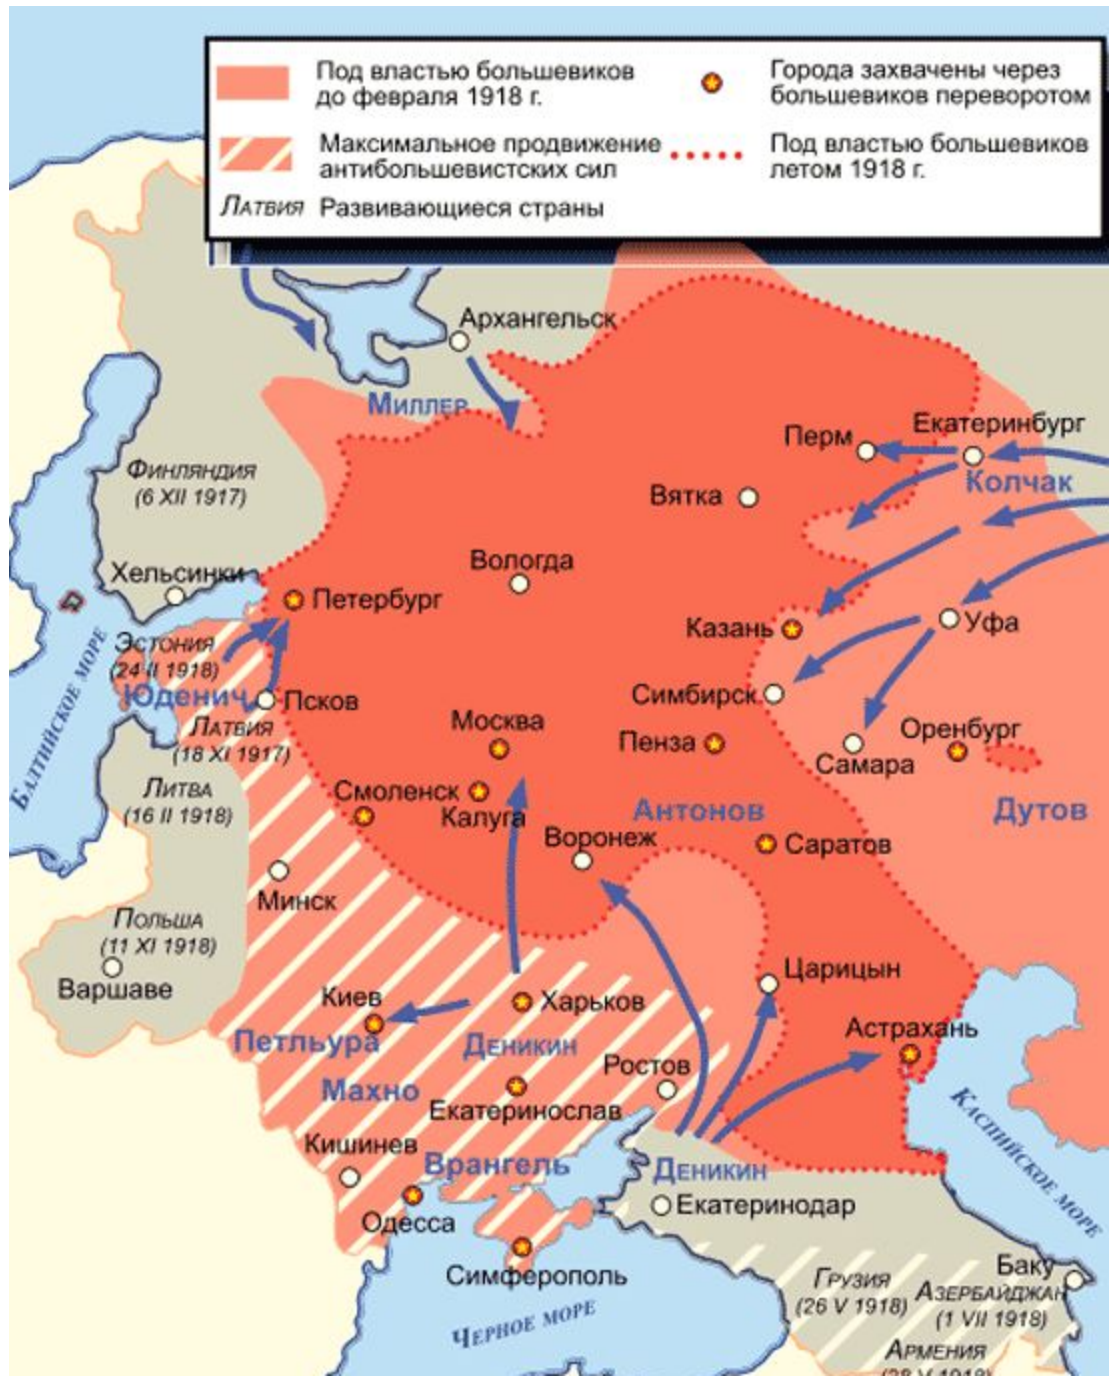 Под властью большевиков
до февраля 1918 г.
Города захвачены через
большевиков переворотом
Максимальное продвижение
антибольшевистских сил
Под властью большевиков
летом 1918 г.
Латвия
Развивающиеся страны
Архангельск
Миллер
Екатеринбург
Перм
Колчак
Финляндия
(6 XII 1917)
Вятка
Вологда
Хельсинки
Петербург
Казань
Уфа
Эстония
(24 II 1918)
Юденич
Псков
Симбирск
Латвия
(18 XI 1917)
Москва
Пенза
Оренбург
Самара
Балтийское море
Литва
(16 II 1918)
Смоленск
Калуга
Антонов
Дутов
Воронеж
Саратов
Минск
Польша
(11 XI 1918)
Варшаве
Царицын
Киев
Харьков
Астрахань
Петльура
Деникин
Ростов
Махно
Екатеринослав
Каспийское море
Кишинев
Врангель
Деникин
Екатеринодар
Одесса
Симферополь
Баку
Грузия
(26 V 1918)
Азербайджан
(1 VII 1918)
Черное море
Армения
(28 V 1918)